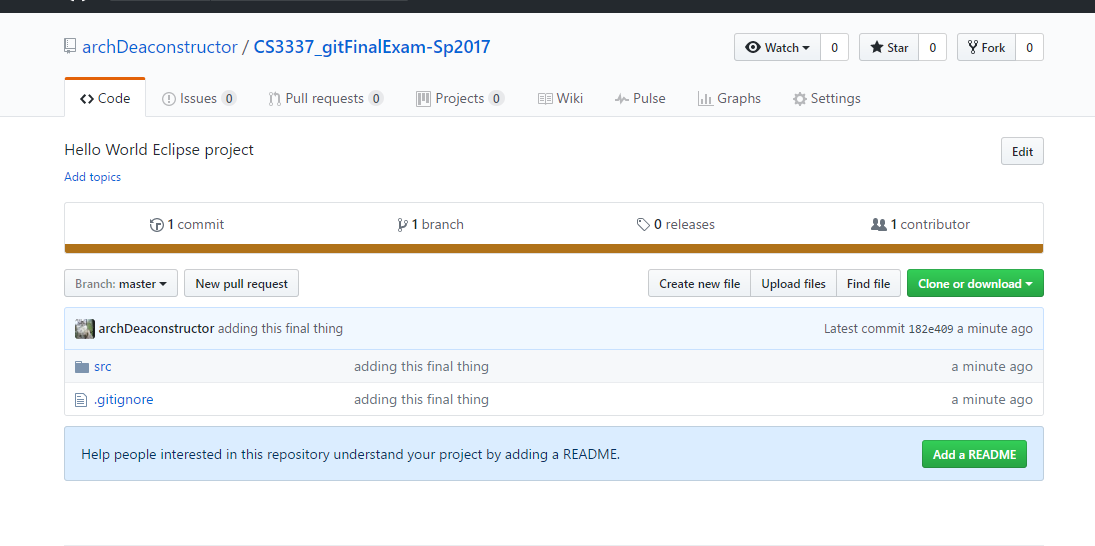 archDeaconstructor / CS3337_gitFinalExam-Sp2017
Watch 0 Star 0 Fork 0
Code Issues 0 Pull requests 0 Projects 0 Wiki Pulse Graphs Settings
Hello World Eclipse project Edit
Add topics
1 commit 1 branch 0 releases 1 contributor
Branch: master New pull request Create new file Upload files Find file Clone or download
archDeaconstructor adding this final thing Latest commit 182e409 a minute ago
src adding this final thing a minute ago
.gitignore adding this final thing a minute ago
Help people interested in this repository understand your project by adding a README. Add a README